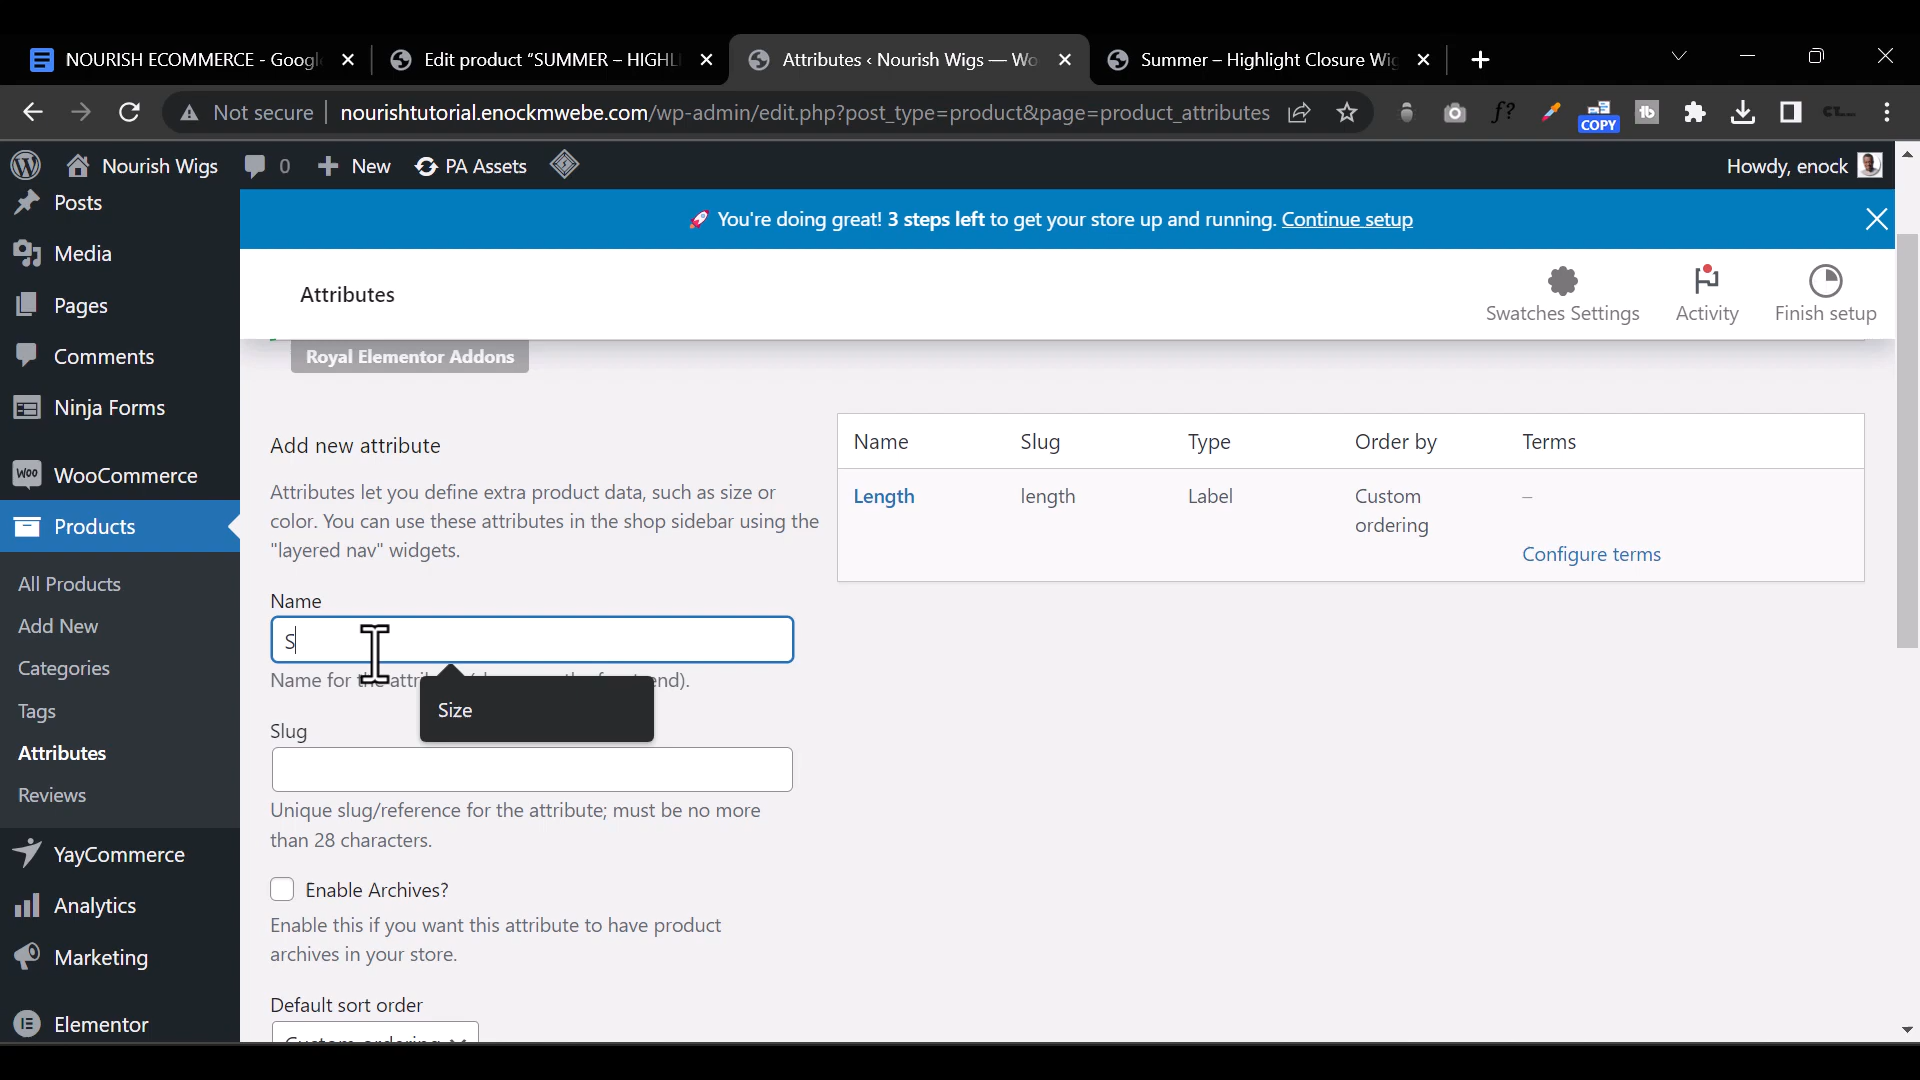 NOURISH ECOMMERCE - Googl
Edit product “SUMMER – HIGHL
Attributes ‹ Nourish Wigs — Wo
Summer – Highlight Closure Wig
Not secure
nourishtutorial.enockmwebe.com/wp-admin/edit.php?post_type=product&page=product_attributes
f?
COPY
tb
Nourish Wigs
0
New
PA Assets
Howdy, enock
Posts
Media
Pages
Comments
Ninja Forms
WooCommerce
Products
All Products
Add New
Categories
Tags
Attributes
Reviews
YayCommerce
Analytics
Marketing
Elementor
You're doing great! 3 steps left to get your store up and running. Continue setup
Attributes
Swatches Settings
Activity
Finish setup
Royal Elementor Addons
Add new attribute
Attributes let you define extra product data, such as size or
color. You can use these attributes in the shop sidebar using the
"layered nav" widgets.
Name
S
Name for
end).
Size
Slug
Unique slug/reference for the attribute; must be no more
than 28 characters.
Enable Archives?
Enable this if you want this attribute to have product
archives in your store.
Default sort order
Custom ordering
Name Slug Type Order by Terms
Length length Label Custom ordering –
Configure terms